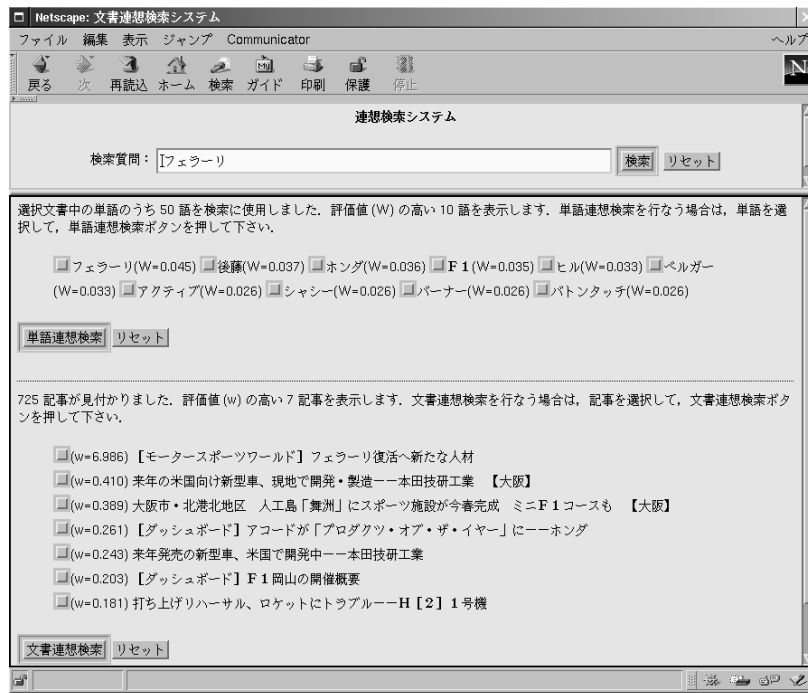 Netscape: 文書連想検索システム
ファイル 編集 表示 ジャンプ Communicator ヘルプ
戻る 次 再読込 ホーム 検索 ガイド 印刷 保護 停止
My
N
連想検索システム
検索質問： フェラーリ 検索 リセット
選択文書中の単語のうち 50 語を検索に使用しました．評価値 (W) の高い 10 語を表示します．単語連想検索を行なう場合は，単語を選
択して，単語連想検索ボタンを押して下さい．
フェラーリ(W=0.045) 後藤(W=0.037) ホンダ(W=0.036) F1(W=0.035) ヒル(W=0.033) ベルガー
(W=0.033) アクティブ(W=0.026) シャシー(W=0.026) バーナー(W=0.026) バトンタッチ(W=0.026)
単語連想検索 リセット
725 記事が見付かりました．評価値 (w) の高い 7 記事を表示します．文書連想検索を行なう場合は，記事を選択して，文書連想検索ボタ
ンを押して下さい．
(w=6.986) ［モータースポーツワールド］フェラーリ復活へ新たな人材
(w=0.410) 来年の米国向け新型車、現地で開発・製造ーー本田技研工業 【大阪】
(w=0.389) 大阪市・北港北地区 人工島「舞洲」にスポーツ施設が今春完成 ミニF1コースも 【大阪】
(w=0.261) ［ダッシュボード］アコードが「プロダクツ・オブ・ザ・イヤー」にーーホンダ
(w=0.243) 来年発売の新型車、米国で開発中ーー本田技研工業
(w=0.203) ［ダッシュボード］F1岡山の開催概要
(w=0.181) 打ち上げリハーサル、ロケットにトラブルーーH［2］1号機
文書連想検索 リセット